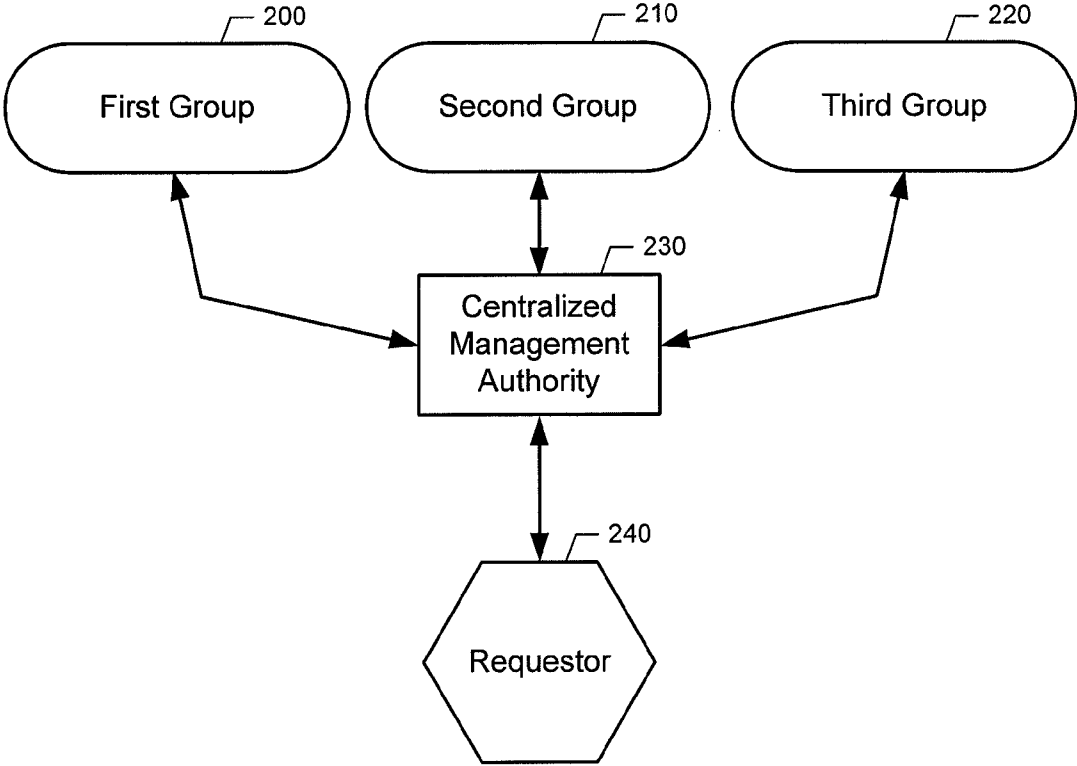 200
210
220
First Group
Second Group
Third Group
230
Centralized
Management
Authority
240
Requestor